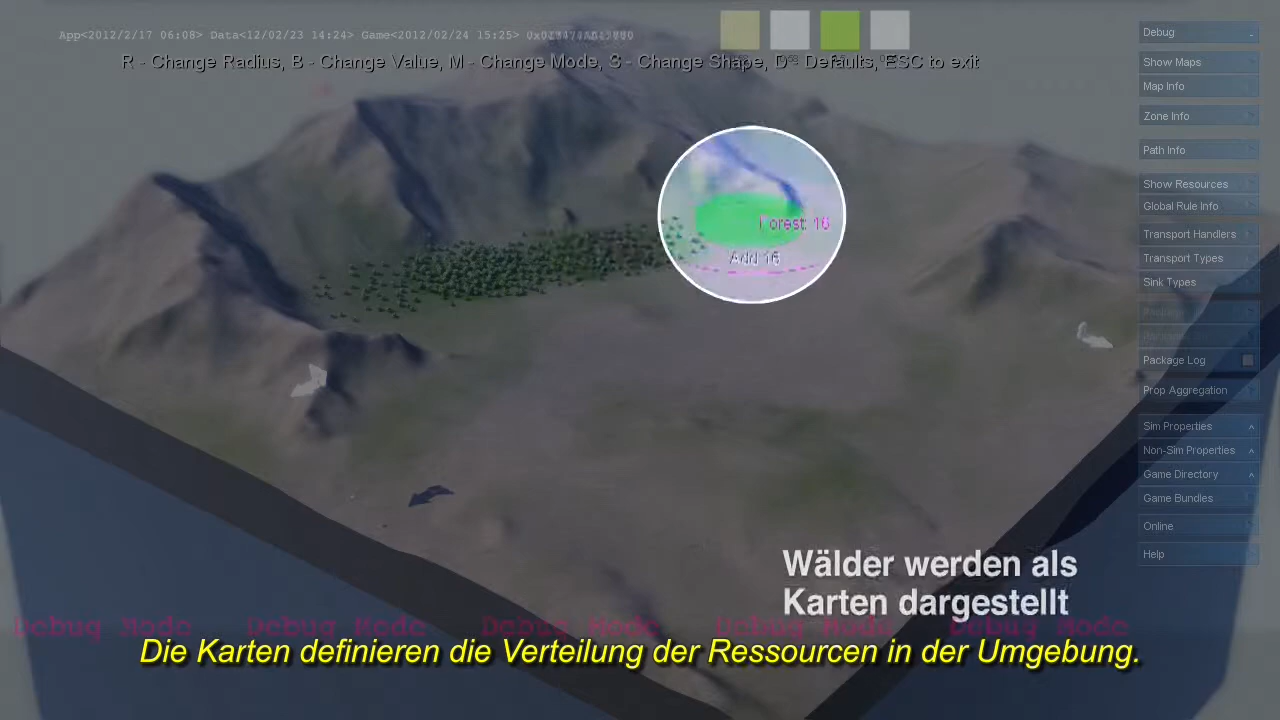 App<2012/2/17 06:08> Data<12/02/23 14:24> Game<2012/02/24 15:25>
R - Change Radius, B - Change Value, M - Change Mode, S - Change Shape, D - Defaults, ESC to exit
Debug
Show Maps
Map Info
Zone Info
Path Info
Show Resources
Global Rule Info
Transport Handlers
Transport Types
Sink Types
Package Log
Prop Aggregation
Sim Properties
Non-Sim Properties
Game Directory
Game Bundles
Online
Help
Forest: 16
Add 16
Wälder werden als
Karten dargestellt
Debug Mode Debug Mode Debug Mode Debug Mode Debug Mode
Die Karten definieren die Verteilung der Ressourcen in der Umgebung.